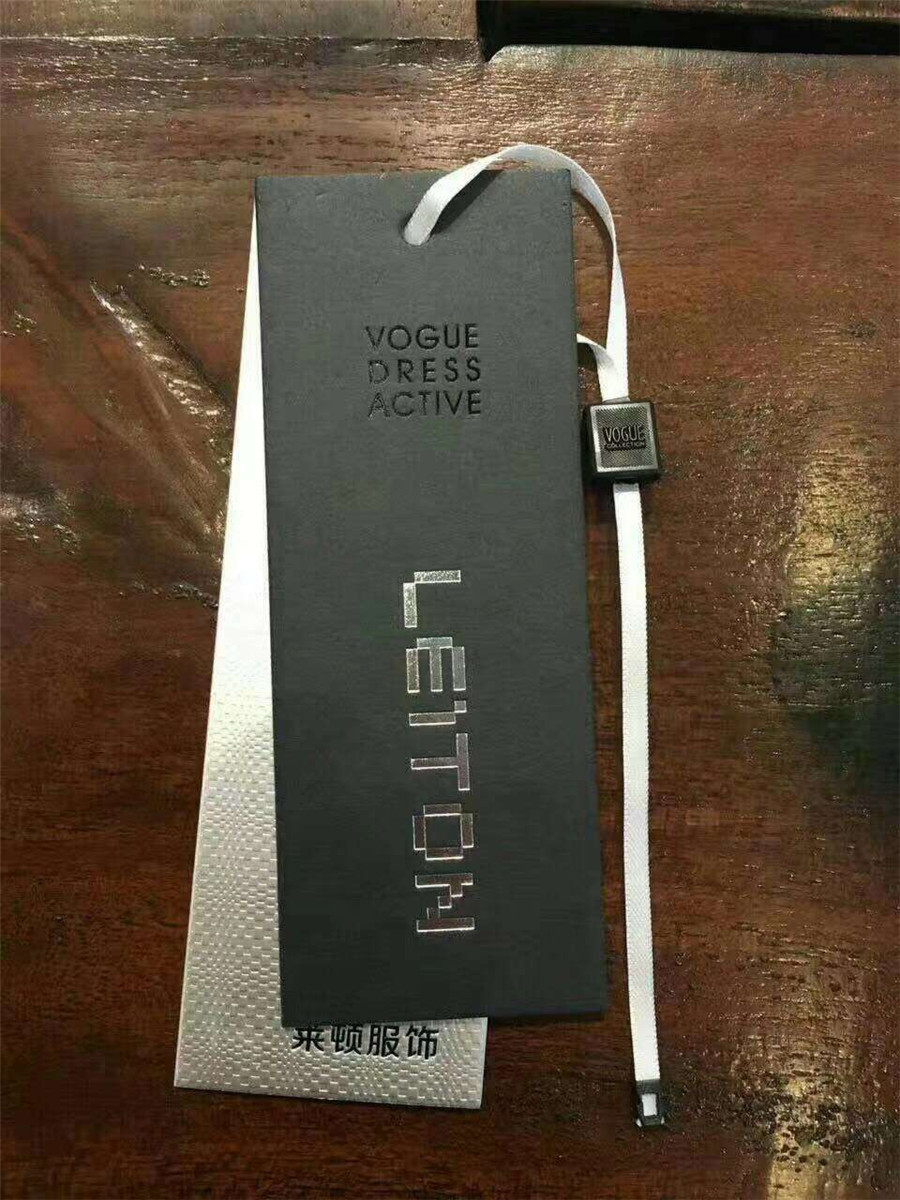 VOGUE
DRESS
ACTIVE
VOGUE
COLLECTION
LEiTON
莱顿服饰